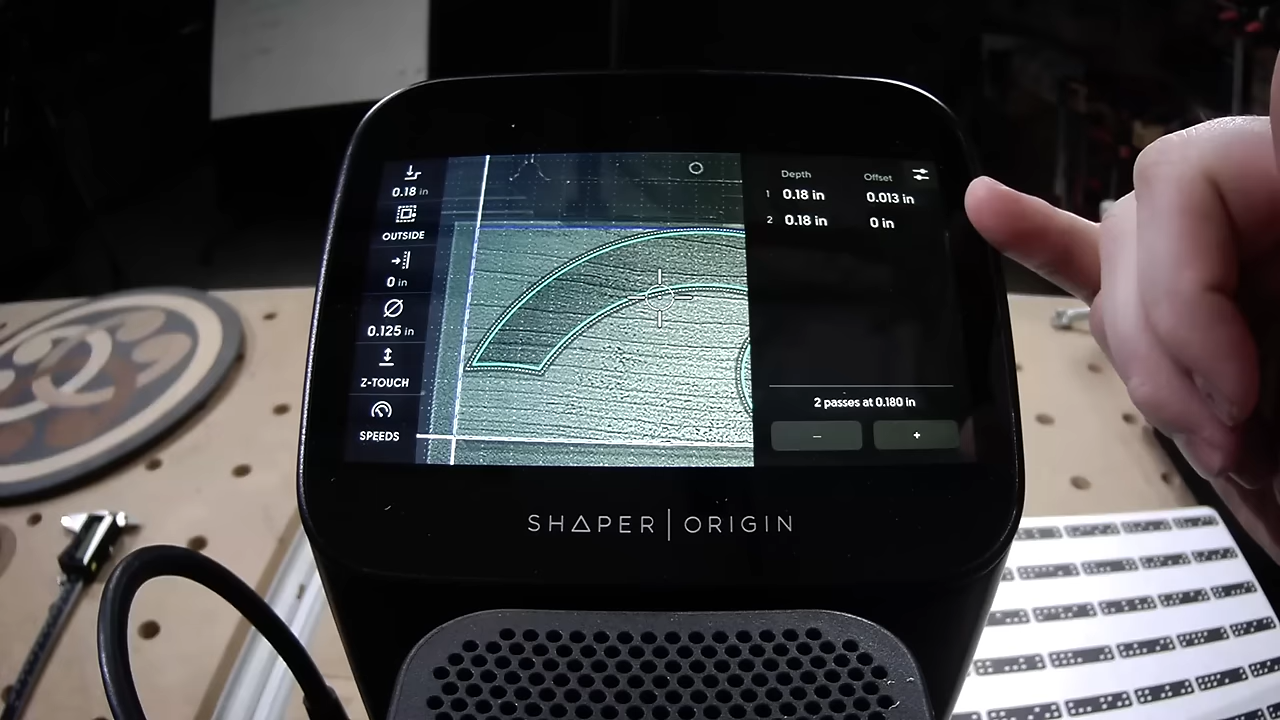 0.18 in
OUTSIDE
0 in
0.125 in
Z-TOUCH
SPEEDS
Depth Offset
1 0.18 in 0.013 in
2 0.18 in 0 in
2 passes at 0.180 in
– +
SHAPER | ORIGIN